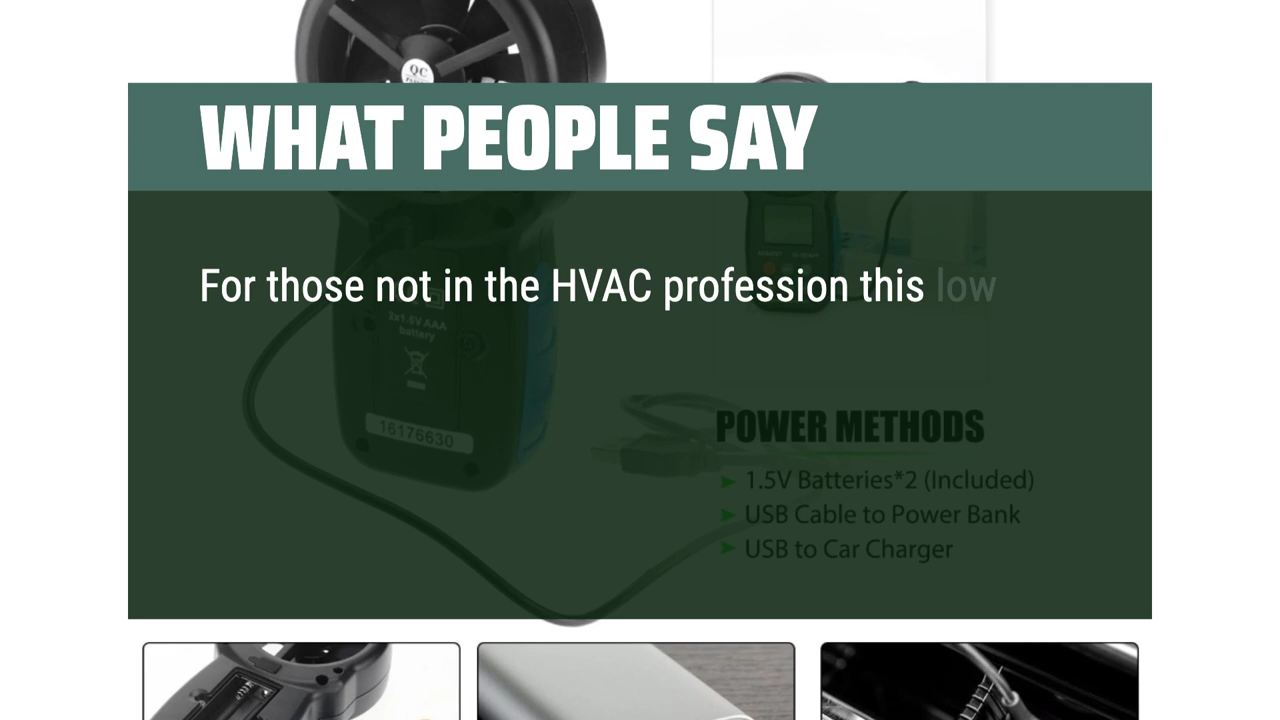 QC
WHAT PEOPLE SAY
For those not in the HVAC profession this low
2x1.5V AAA
battery
16176630
POWER METHODS
1.5V Batteries*2 (Included)
USB Cable to Power Bank
USB to Car Charger